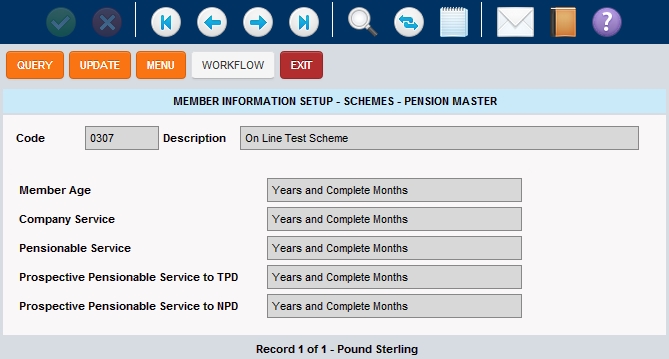 QUERY UPDATE MENU WORKFLOW EXIT
MEMBER INFORMATION SETUP - SCHEMES - PENSION MASTER
Code 0307 Description On Line Test Scheme
Member Age Years and Complete Months
Company Service Years and Complete Months
Pensionable Service Years and Complete Months
Prospective Pensionable Service to TPD Years and Complete Months
Prospective Pensionable Service to NPD Years and Complete Months
Record 1 of 1 - Pound Sterling